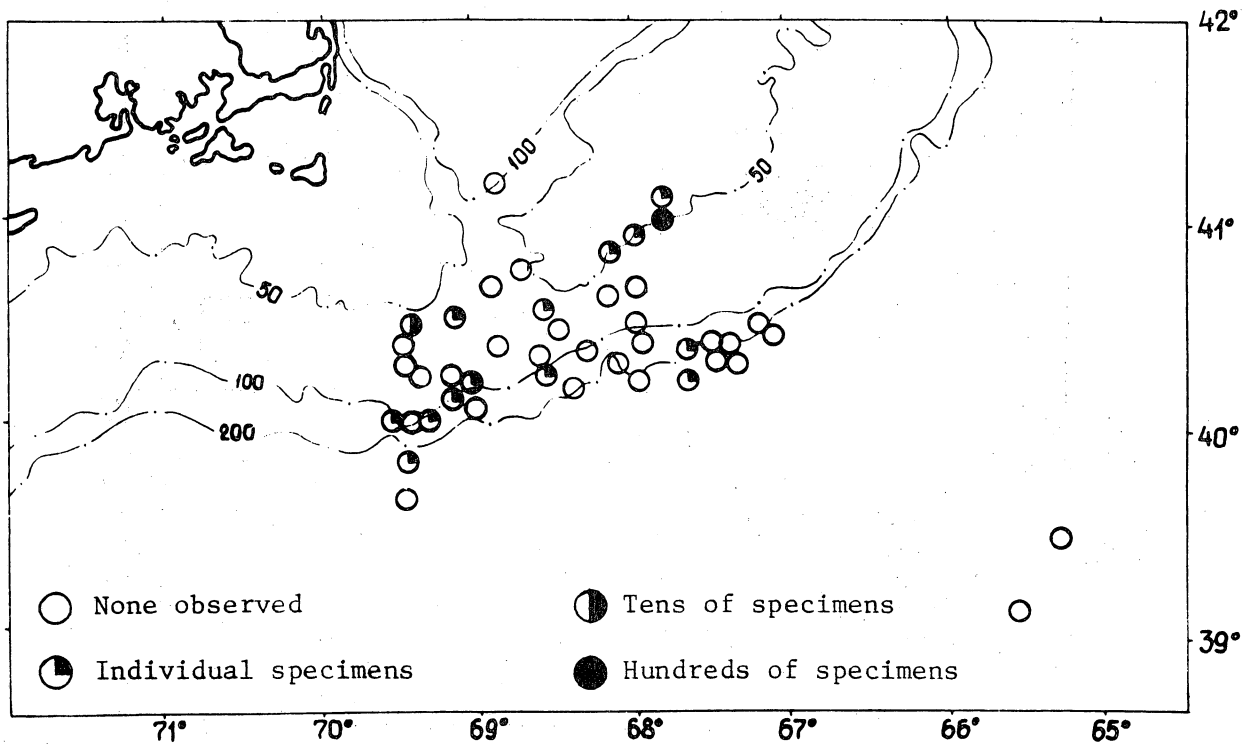 42°
100
50
41°
50
100
200
40°
None observed
Tens of specimens
Individual specimens
Hundreds of specimens
39°
71° 70° 69° 68° 67° 66° 65°